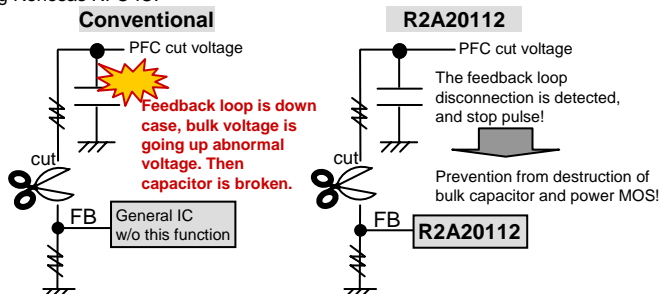 Conventional
PFC cut voltage
Feedback loop is down
case, bulk voltage is
going up abnormal
voltage. Then
capacitor is broken.
cut
FB
General IC
w/o this function
R2A20112
PFC cut voltage
The feedback loop
disconnection is detected,
and stop pulse!
cut
Prevention from destruction of
bulk capacitor and power MOS!
FB
R2A20112